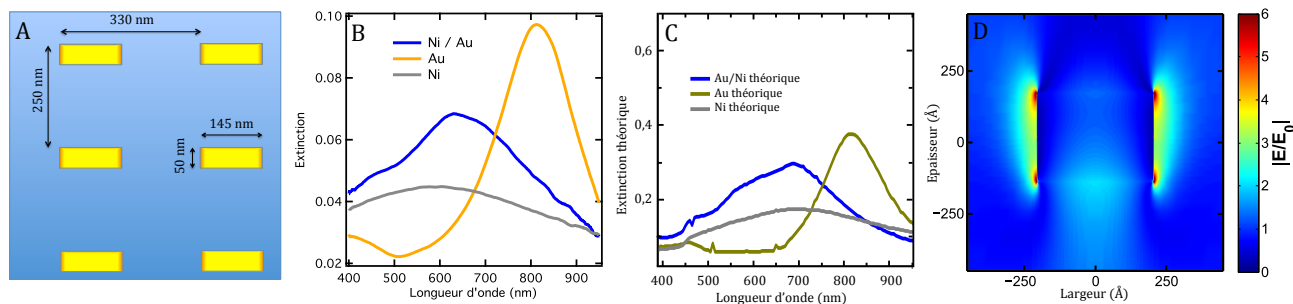 A
330 nm
250 nm
145 nm
50 nm
B
Extinction
0.10
0.08
0.06
0.04
0.02
Ni / Au
Au
Ni
400
500
600
700
800
900
Longueur d'onde (nm)
C
Extinction théorique
0,6
0,4
0,2
Au/Ni théorique
Au théorique
Ni théorique
400
500
600
700
800
900
Longueur d'onde (nm)
D
Epaisseur (Å)
250
0
−250
−250
0
250
Largeur (Å)
6
5
4
3
2
1
0
|E/E0|